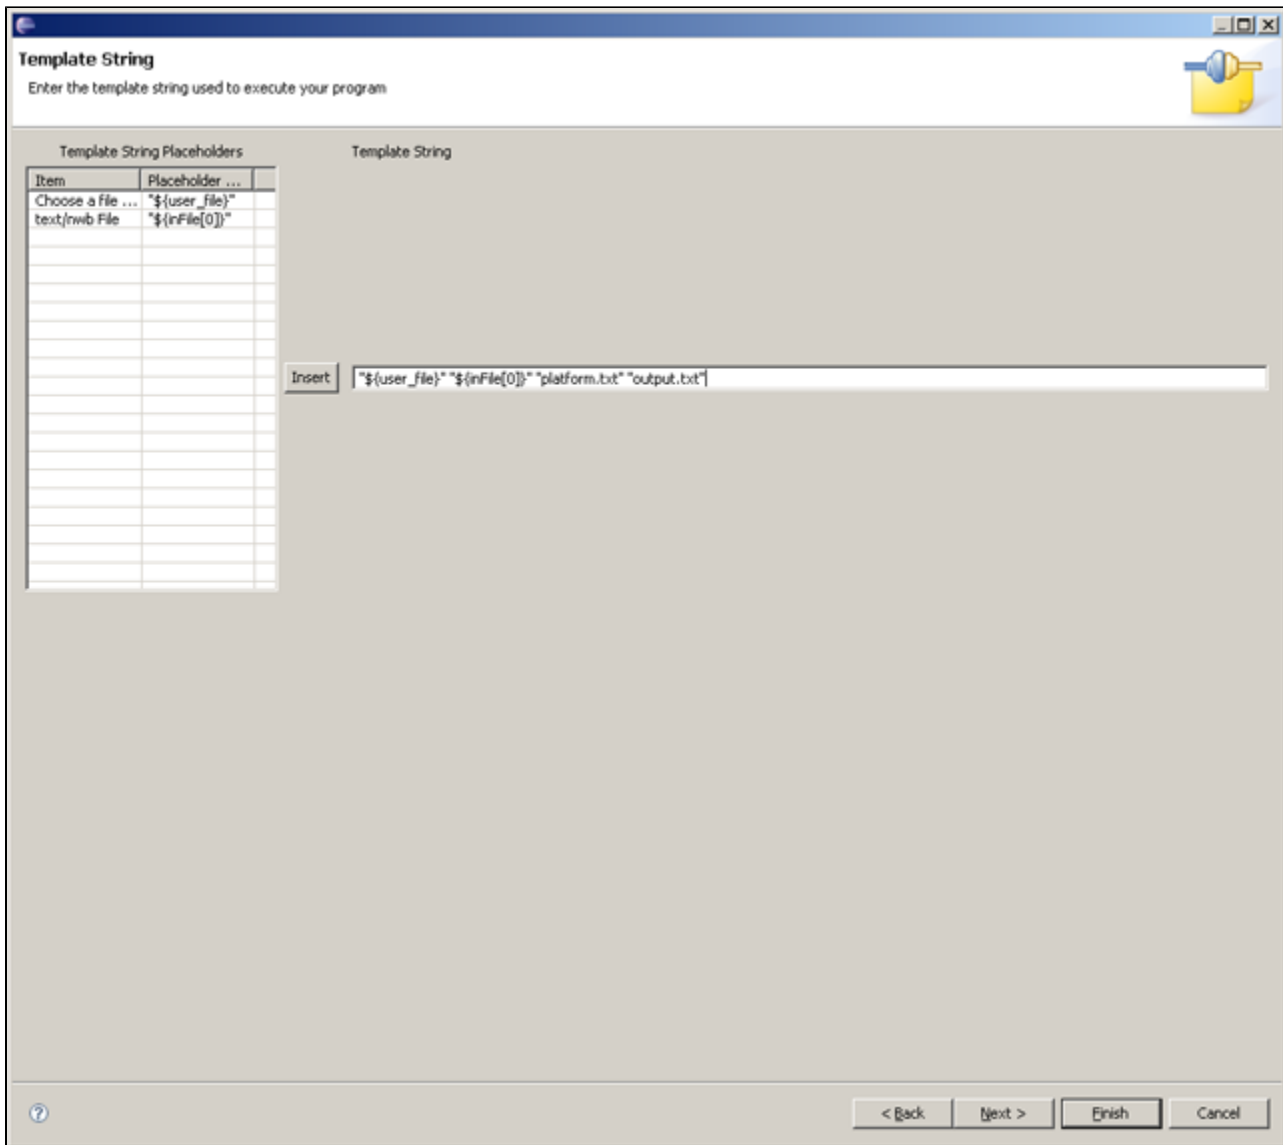 Template String
Enter the template string used to execute your program
Template String Placeholders
Template String
Item Placeholder ...
Choose a file ... "${user_file}"
text/nwb File "${inFile[0]}"
Insert
"${user_file}" "${inFile[0]}" "platform.txt" "output.txt"
?
< Back
Next >
Finish
Cancel